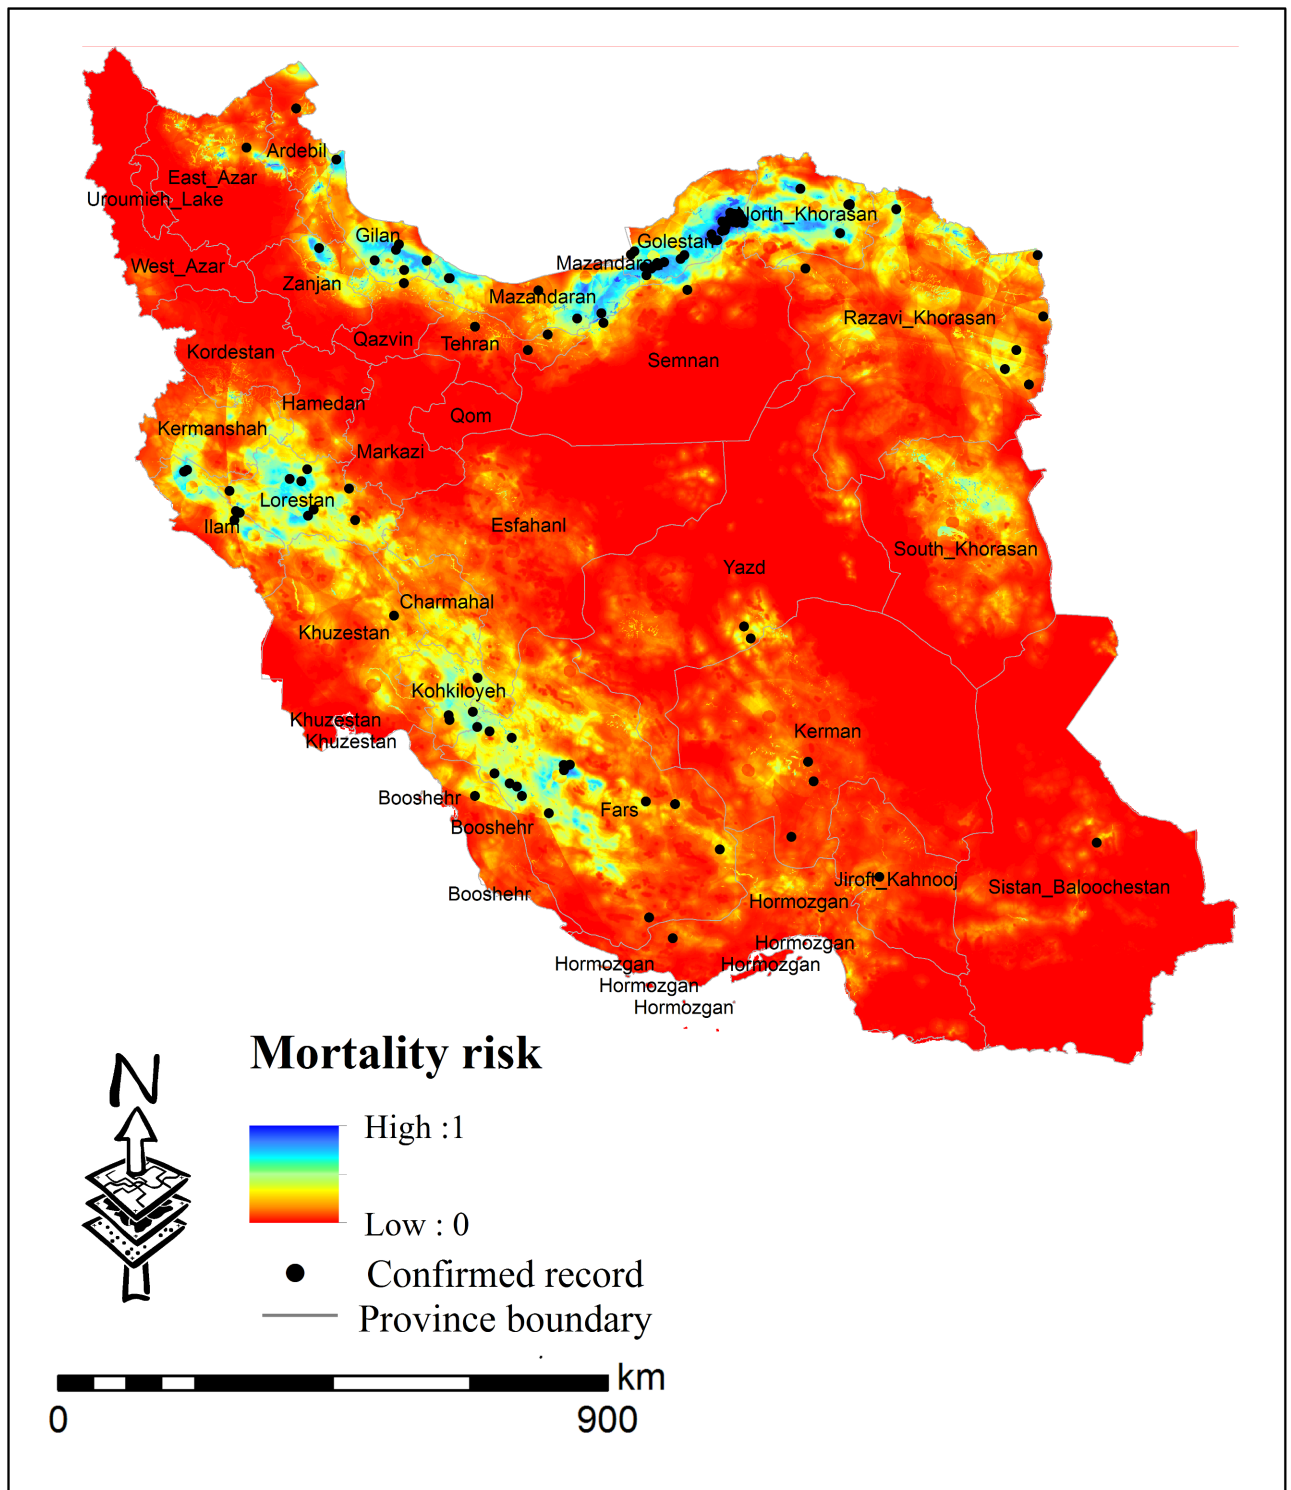 Ardebil
East_Azar
Uroumieh_Lake
North_Khorasan
Gilan
Golestan
West_Azar
Mazandaran
Zanjan
Mazandaran
Razavi_Khorasan
Qazvin
Tehran
Kordestan
Semnan
Hamedan
Qom
Kermanshah
Markazi
Lorestan
Ilam
Esfahanl
South_Khorasan
Yazd
Charmahal
Khuzestan
Kohkiloyeh
Khuzestan
Khuzestan
Kerman
Booshehr
Fars
Booshehr
Jiroft_Kahnooj
Sistan_Baloochestan
Booshehr
Hormozgan
Hormozgan
Hormozgan
Hormozgan
Hormozgan
Hormozgan
Mortality risk
N
High :1
Low : 0
Confirmed record
Province boundary
km
0 900